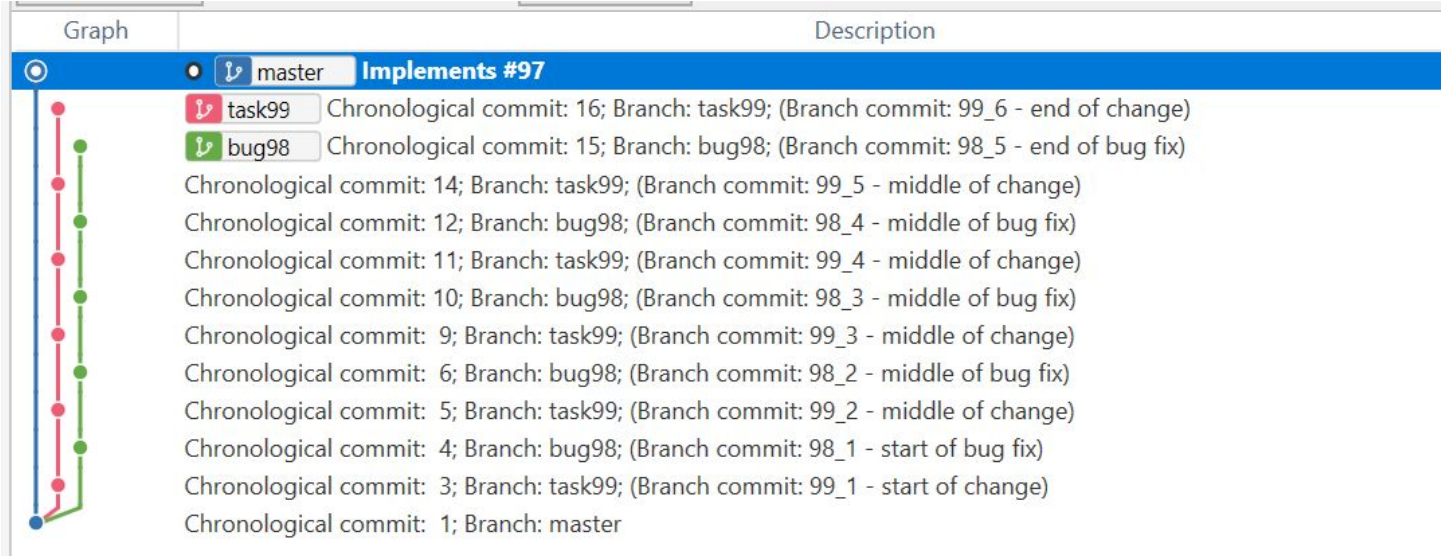 Graph Description
master Implements #97
task99 Chronological commit: 16; Branch: task99; (Branch commit: 99_6 - end of change)
bug98 Chronological commit: 15; Branch: bug98; (Branch commit: 98_5 - end of bug fix)
Chronological commit: 14; Branch: task99; (Branch commit: 99_5 - middle of change)
Chronological commit: 12; Branch: bug98; (Branch commit: 98_4 - middle of bug fix)
Chronological commit: 11; Branch: task99; (Branch commit: 99_4 - middle of change)
Chronological commit: 10; Branch: bug98; (Branch commit: 98_3 - middle of bug fix)
Chronological commit:  9; Branch: task99; (Branch commit: 99_3 - middle of change)
Chronological commit:  6; Branch: bug98; (Branch commit: 98_2 - middle of bug fix)
Chronological commit:  5; Branch: task99; (Branch commit: 99_2 - middle of change)
Chronological commit:  4; Branch: bug98; (Branch commit: 98_1 - start of bug fix)
Chronological commit:  3; Branch: task99; (Branch commit: 99_1 - start of change)
Chronological commit:  1; Branch: master